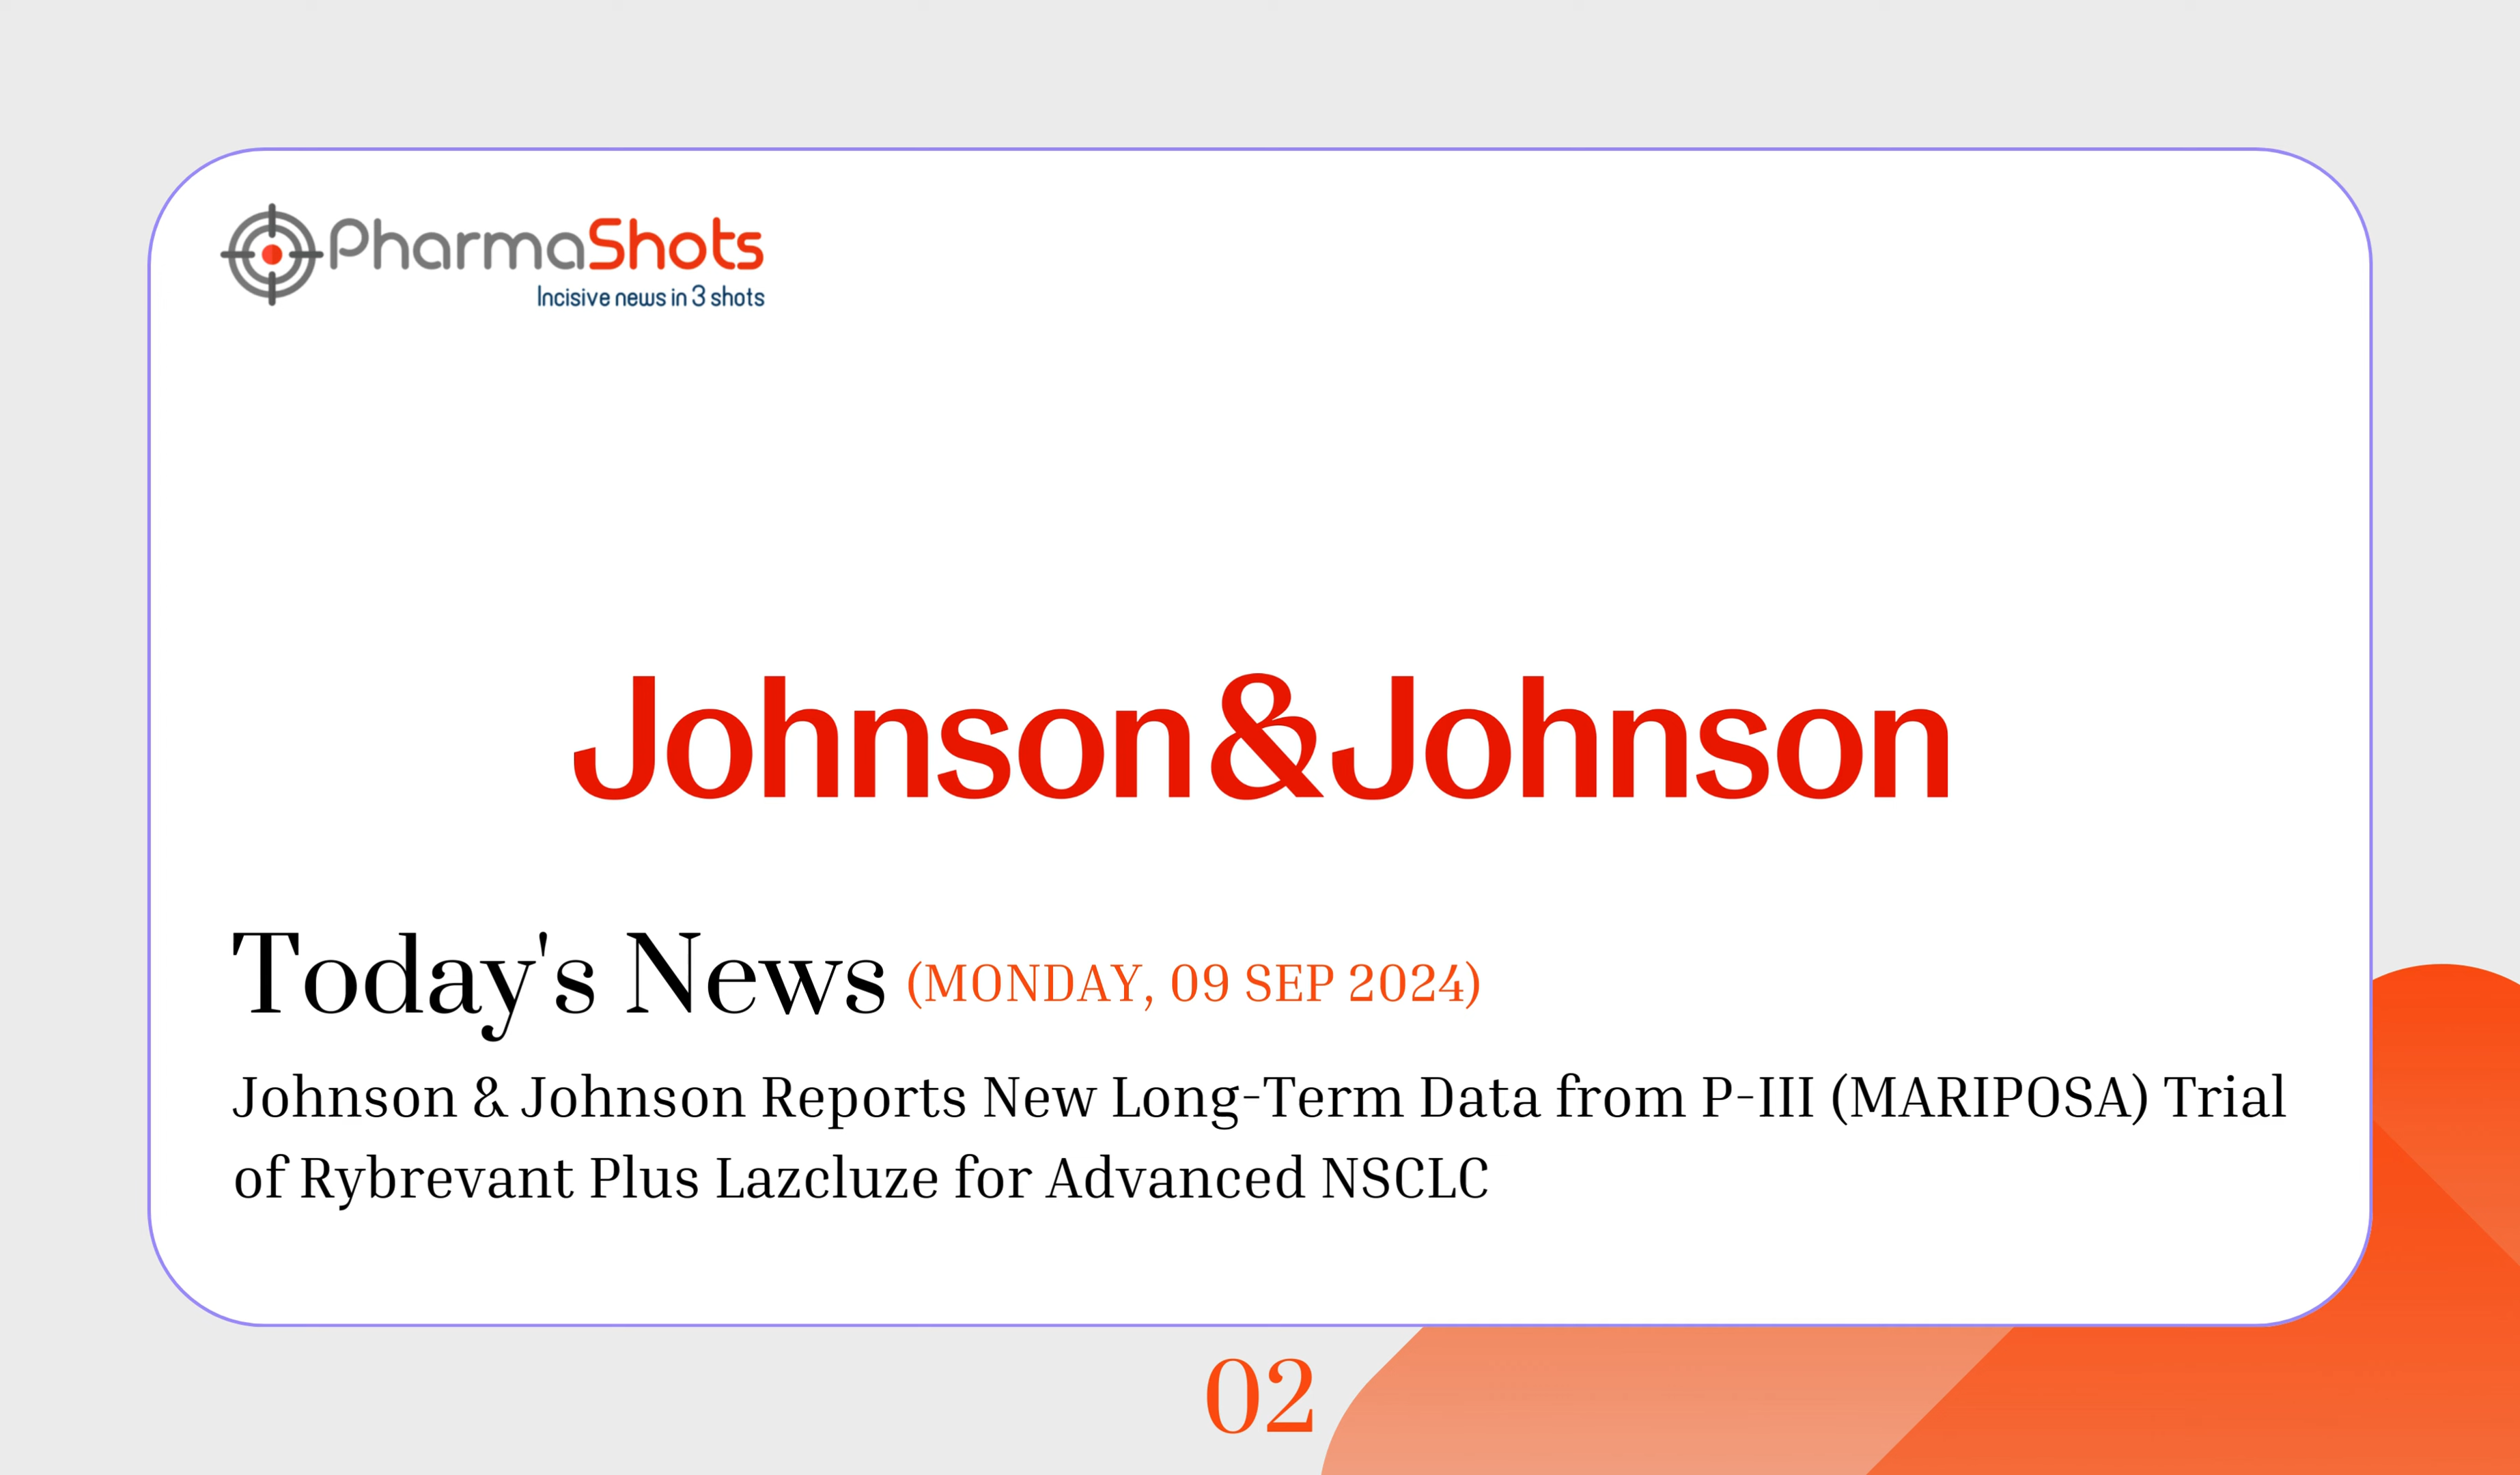 PharmaShots
Incisive news in 3 shots
Johnson&Johnson
Today's News (MONDAY, 09 SEP 2024)
Johnson & Johnson Reports New Long-Term Data from P-III (MARIPOSA) Trial
of Rybrevant Plus Lazcluze for Advanced NSCLC
02